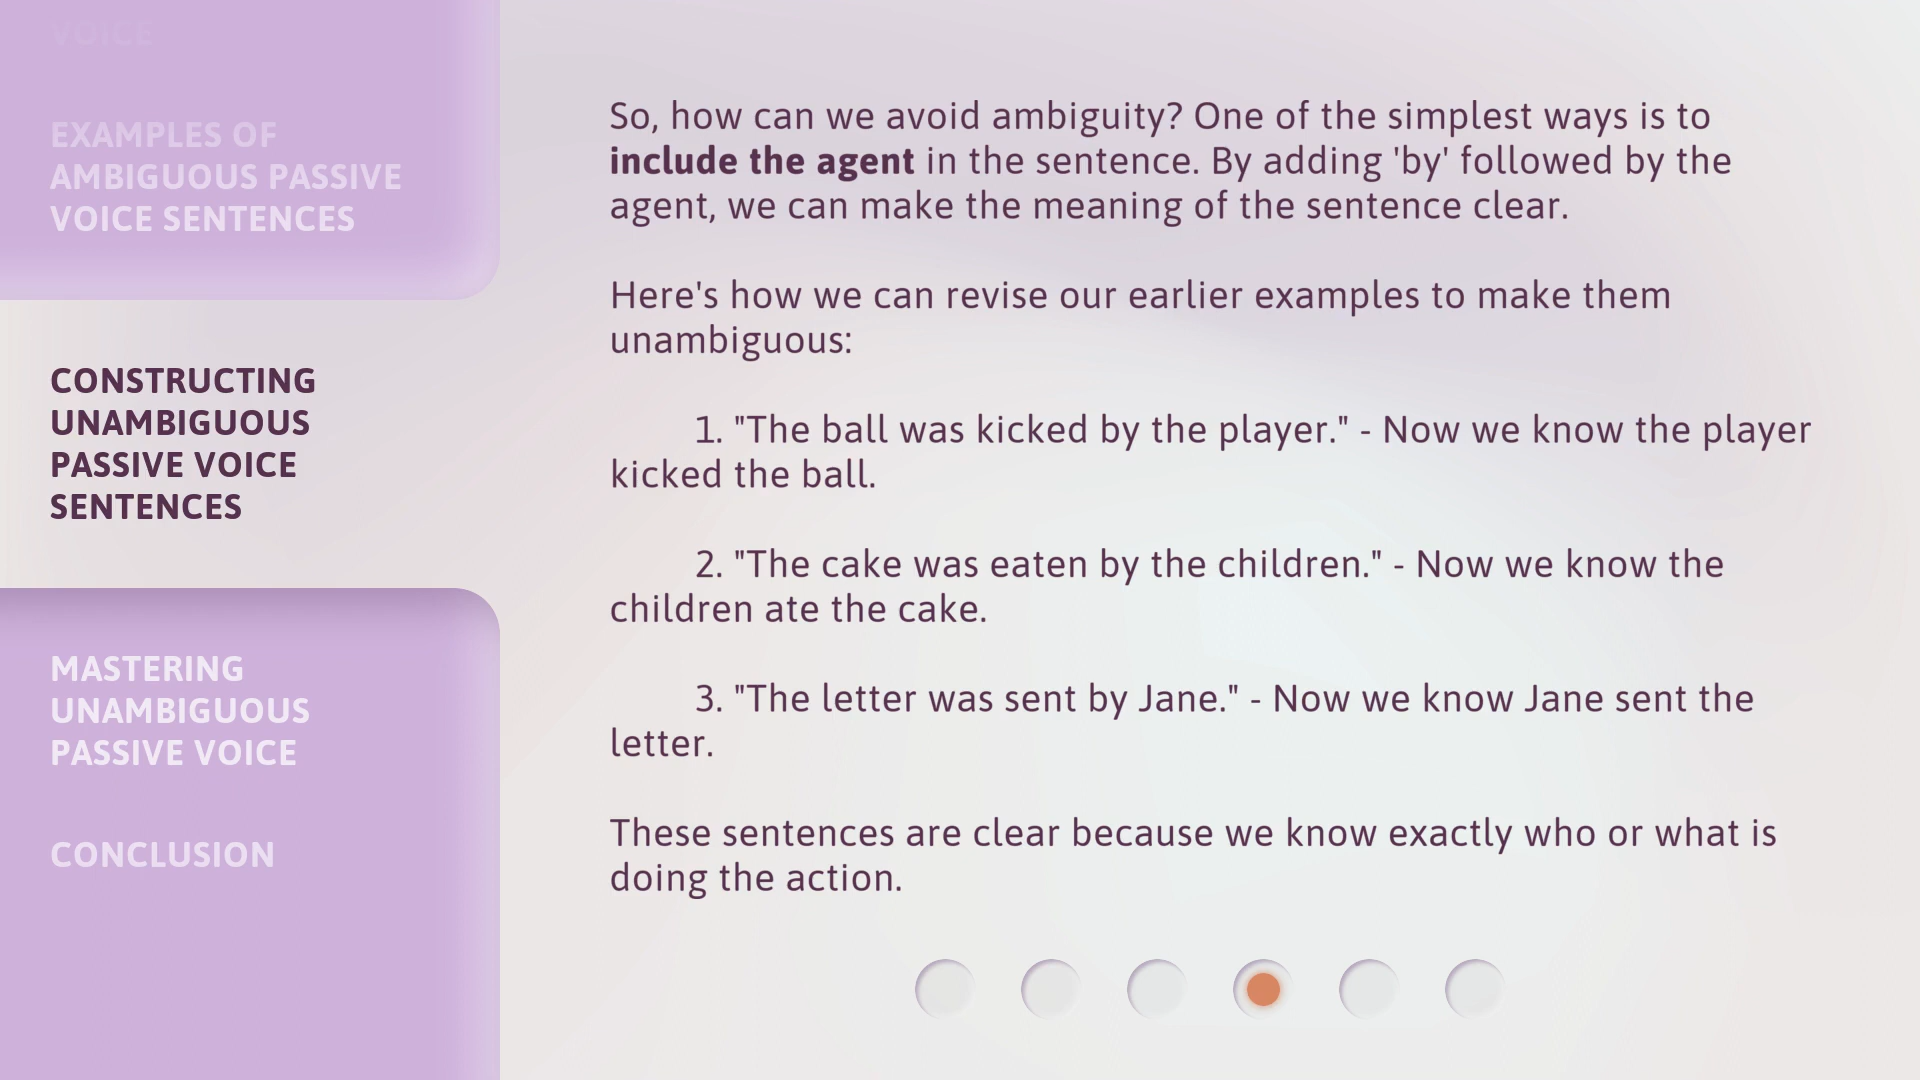 VOICE
EXAMPLES OF
AMBIGUOUS PASSIVE
VOICE SENTENCES
CONSTRUCTING
UNAMBIGUOUS
PASSIVE VOICE
SENTENCES
MASTERING
UNAMBIGUOUS
PASSIVE VOICE
CONCLUSION
So, how can we avoid ambiguity? One of the simplest ways is to
include the agent in the sentence. By adding 'by' followed by the
agent, we can make the meaning of the sentence clear.
Here's how we can revise our earlier examples to make them
unambiguous:
1. "The ball was kicked by the player." - Now we know the player
kicked the ball.
2. "The cake was eaten by the children." - Now we know the
children ate the cake.
3. "The letter was sent by Jane." - Now we know Jane sent the
letter.
These sentences are clear because we know exactly who or what is
doing the action.